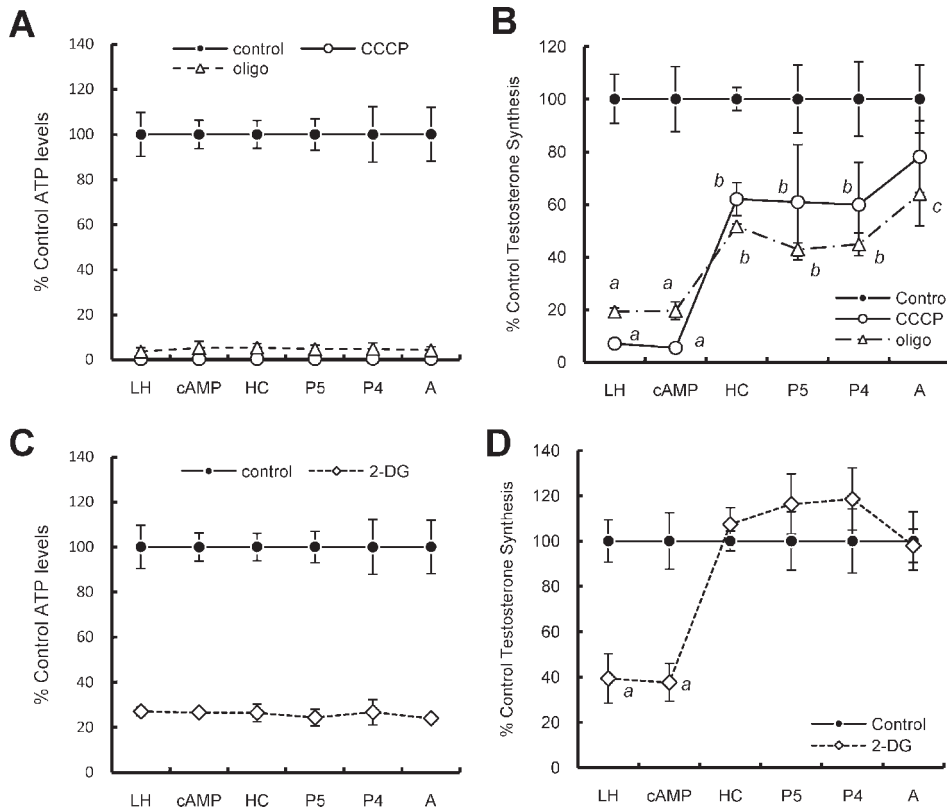 A
% Control ATP levels
140
120
100
80
60
40
20
0
control
CCCP
oligo
LH cAMP HC P5 P4 A
B
% Control Testosterone Synthesis
120
100
80
60
40
20
0
a
a
a
a
b
b
b
b
b
b
c
Control
CCCP
oligo
LH cAMP HC P5 P4 A
C
% Control ATP levels
140
120
100
80
60
40
20
0
control
2-DG
LH cAMP HC P5 P4 A
D
% Control Testosterone Synthesis
140
120
100
80
60
40
20
0
a
a
Control
2-DG
LH cAMP HC P5 P4 A